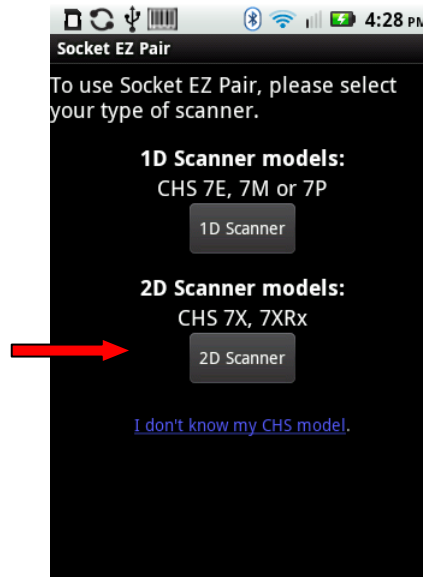 4:28 PM
Socket EZ Pair
To use Socket EZ Pair, please select
your type of scanner.
1D Scanner models:
CHS 7E, 7M or 7P
1D Scanner
2D Scanner models:
CHS 7X, 7XRx
2D Scanner
I don't know my CHS model.